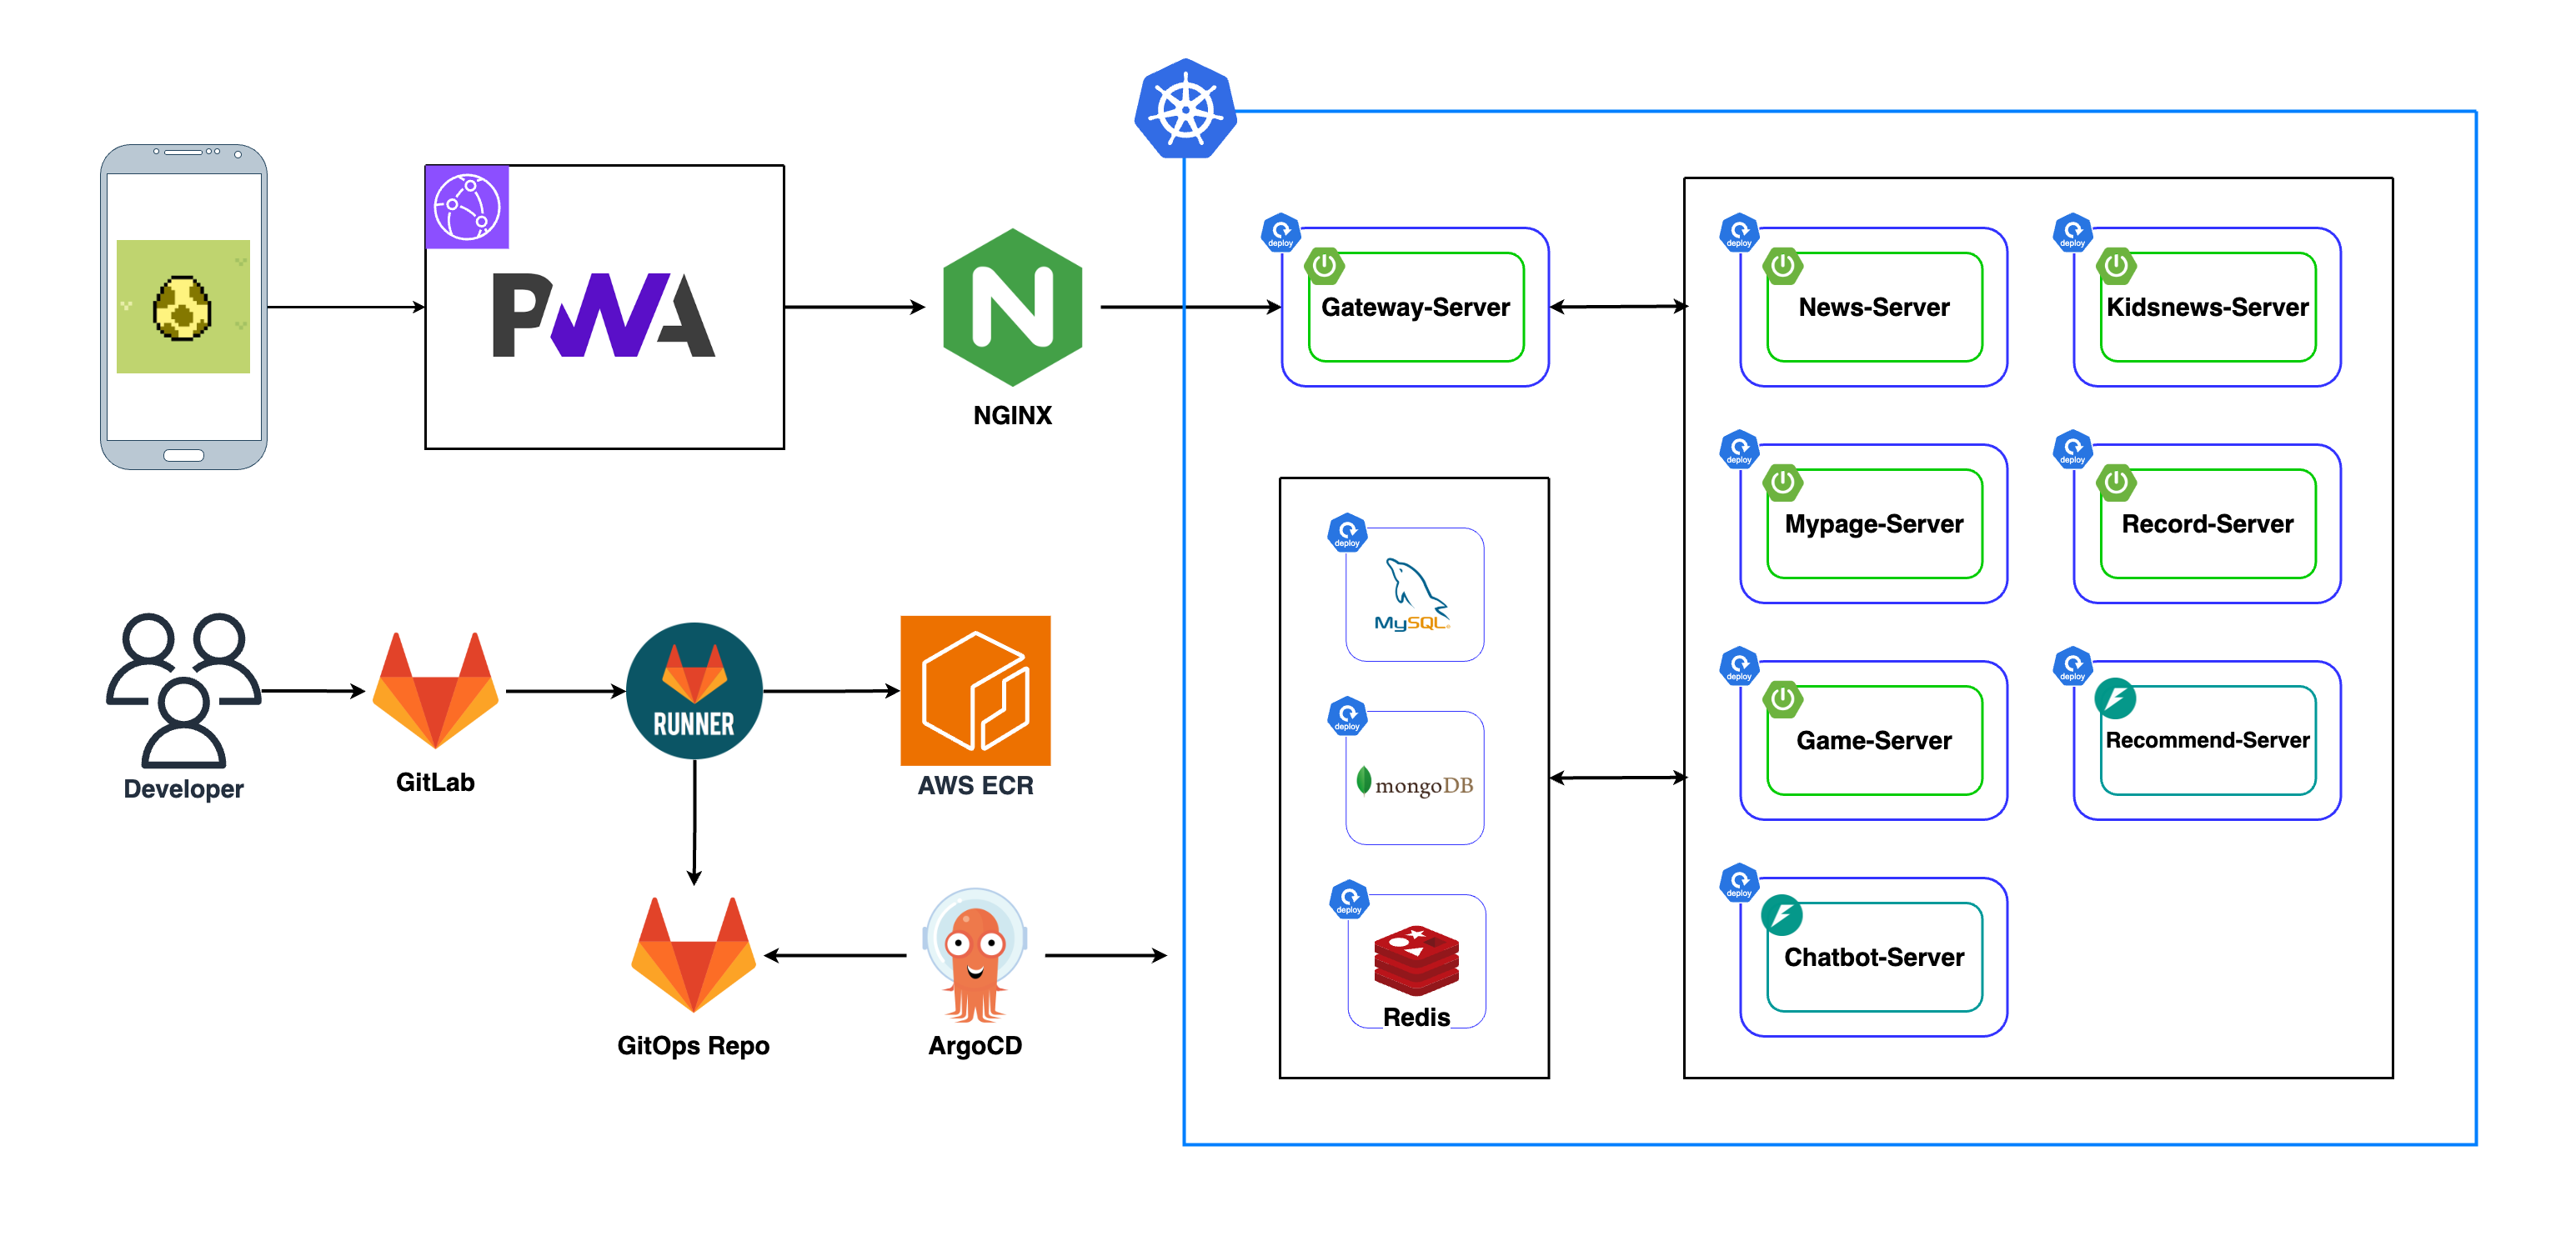 PWA
NGINX
deploy
Gateway-Server
deploy
News-Server
deploy
Kidsnews-Server
deploy
Mypage-Server
deploy
Record-Server
deploy
Game-Server
deploy
Recommend-Server
deploy
Chatbot-Server
deploy
MySQL
deploy
mongoDB
deploy
Redis
Developer
GitLab
RUNNER
AWS ECR
GitOps Repo
ArgoCD